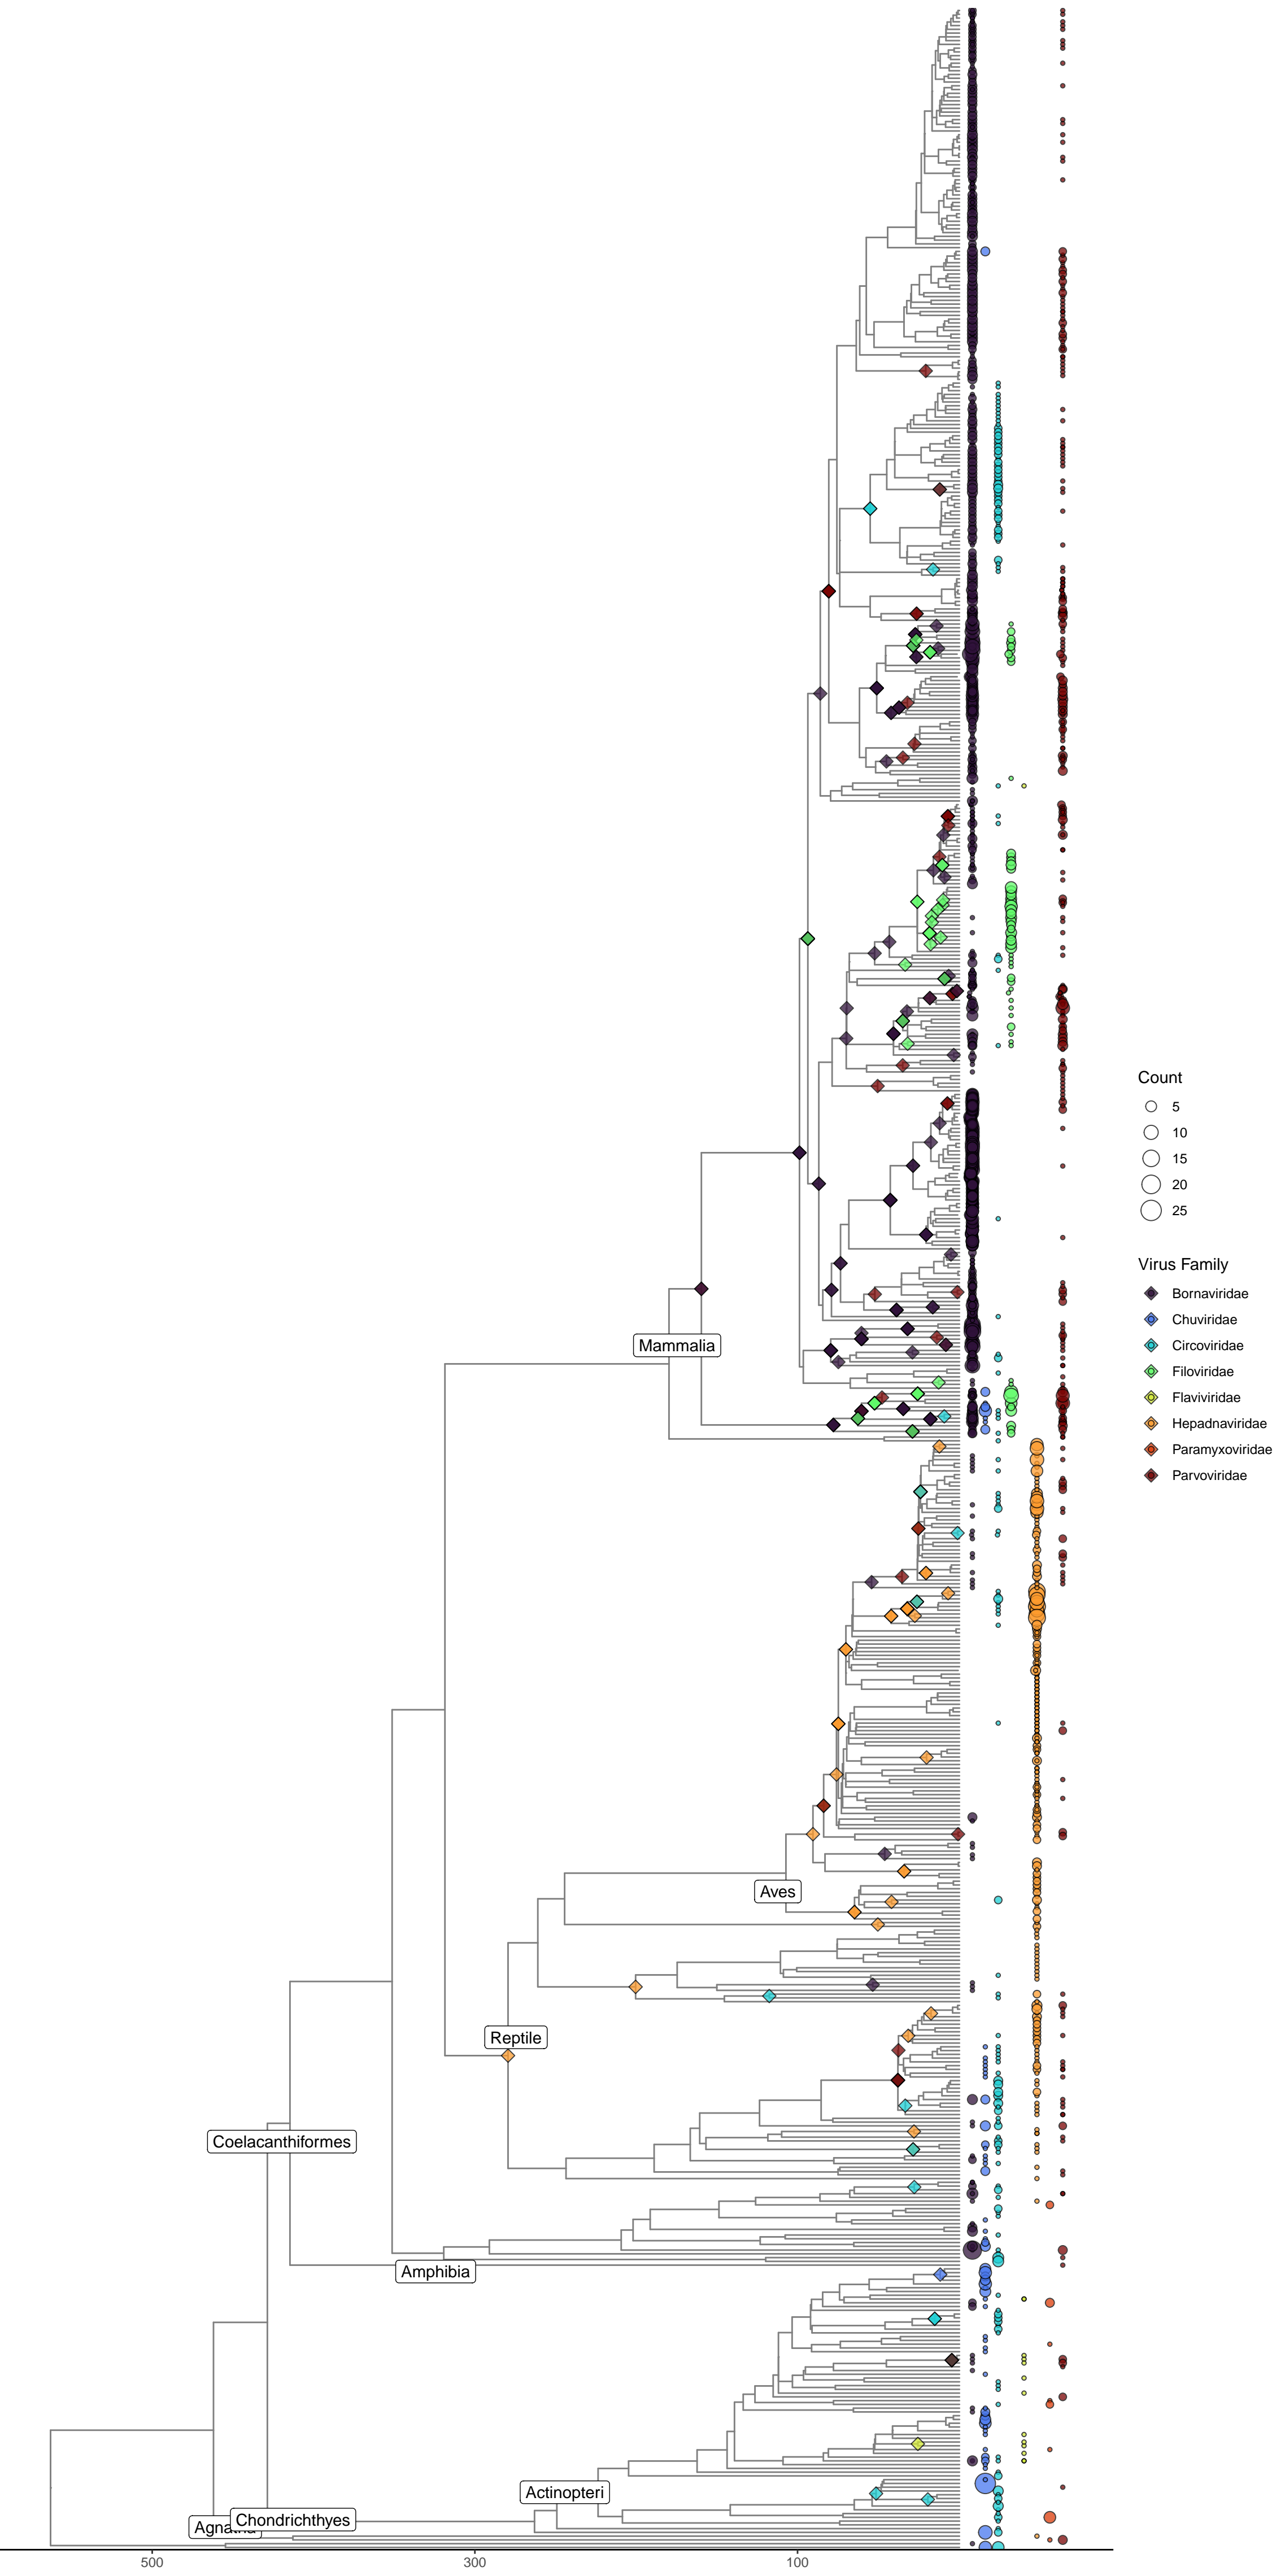 Count
5
10
15
20
25
Virus Family
Bornaviridae
Chuviridae
Circoviridae
Filoviridae
Flaviviridae
Hepadnaviridae
Paramyxoviridae
Parvoviridae
Mammalia
Aves
Reptile
Coelacanthiformes
Amphibia
Actinopteri
Chondrichthyes
500 300 100